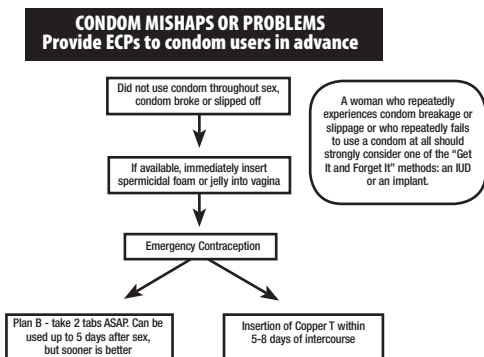 CONDOM MISHAPS OR PROBLEMS
Provide ECPs to condom users in advance
Did not use condom throughout sex,
condom broke or slipped off
A woman who repeatedly
experiences condom breakage or
slippage or who repeatedly fails
to use a condom at all should
strongly consider one of the “Get
It and Forget It” methods: an IUD
or an implant.
If available, immediately insert
spermicidal foam or jelly into vagina
Emergency Contraception
Plan B - take 2 tabs ASAP. Can be
used up to 5 days after sex,
but sooner is better
Insertion of Copper T within
5-8 days of intercourse